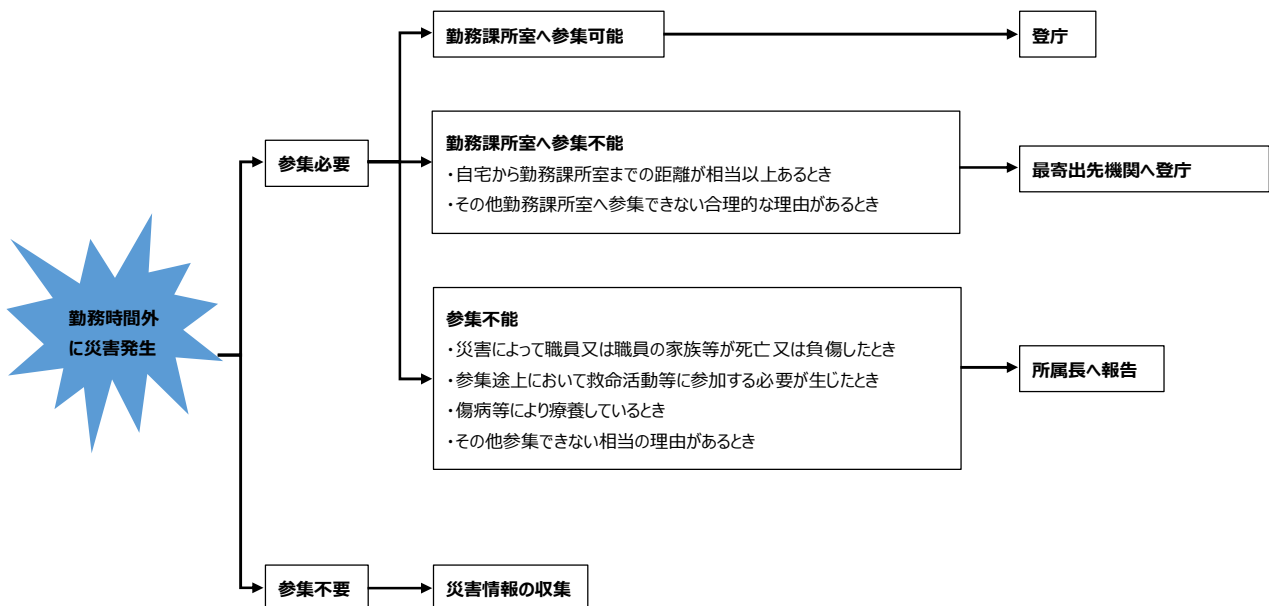 勤務課所室へ参集可能
登庁
参集必要
勤務課所室へ参集不能
・自宅から勤務課所室までの距離が相当以上あるとき
・その他勤務課所室へ参集できない合理的な理由があるとき
最寄出先機関へ登庁
勤務時間外
に災害発生
参集不能
・災害によって職員又は職員の家族等が死亡又は負傷したとき
・参集途上において救命活動等に参加する必要が生じたとき
・傷病等により療養しているとき
・その他参集できない相当の理由があるとき
所属長へ報告
参集不要
災害情報の収集